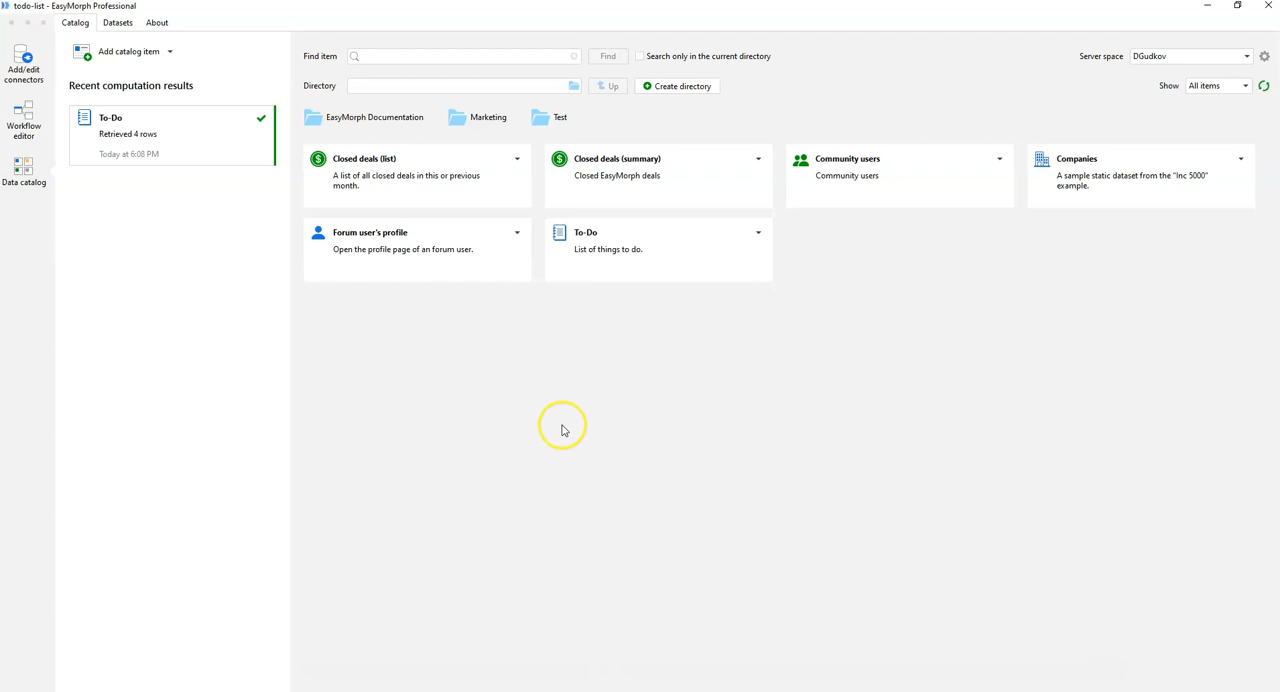 todo-list - EasyMorph Professional
Catalog Datasets About
Add/edit
connectors
Workflow
editor
Data catalog
Add catalog item
Recent computation results
To-Do
Retrieved 4 rows
Today at 6:08 PM
Find item Find Search only in the current directory Server space DGudkov
Directory Up Create directory Show All items
EasyMorph Documentation Marketing Test
Closed deals (list)
A list of all closed deals in this or previous
month.
Closed deals (summary)
Closed EasyMorph deals
Community users
Community users
Companies
A sample static dataset from the "Inc 5000"
example.
Forum user's profile
Open the profile page of an forum user.
To-Do
List of things to do.